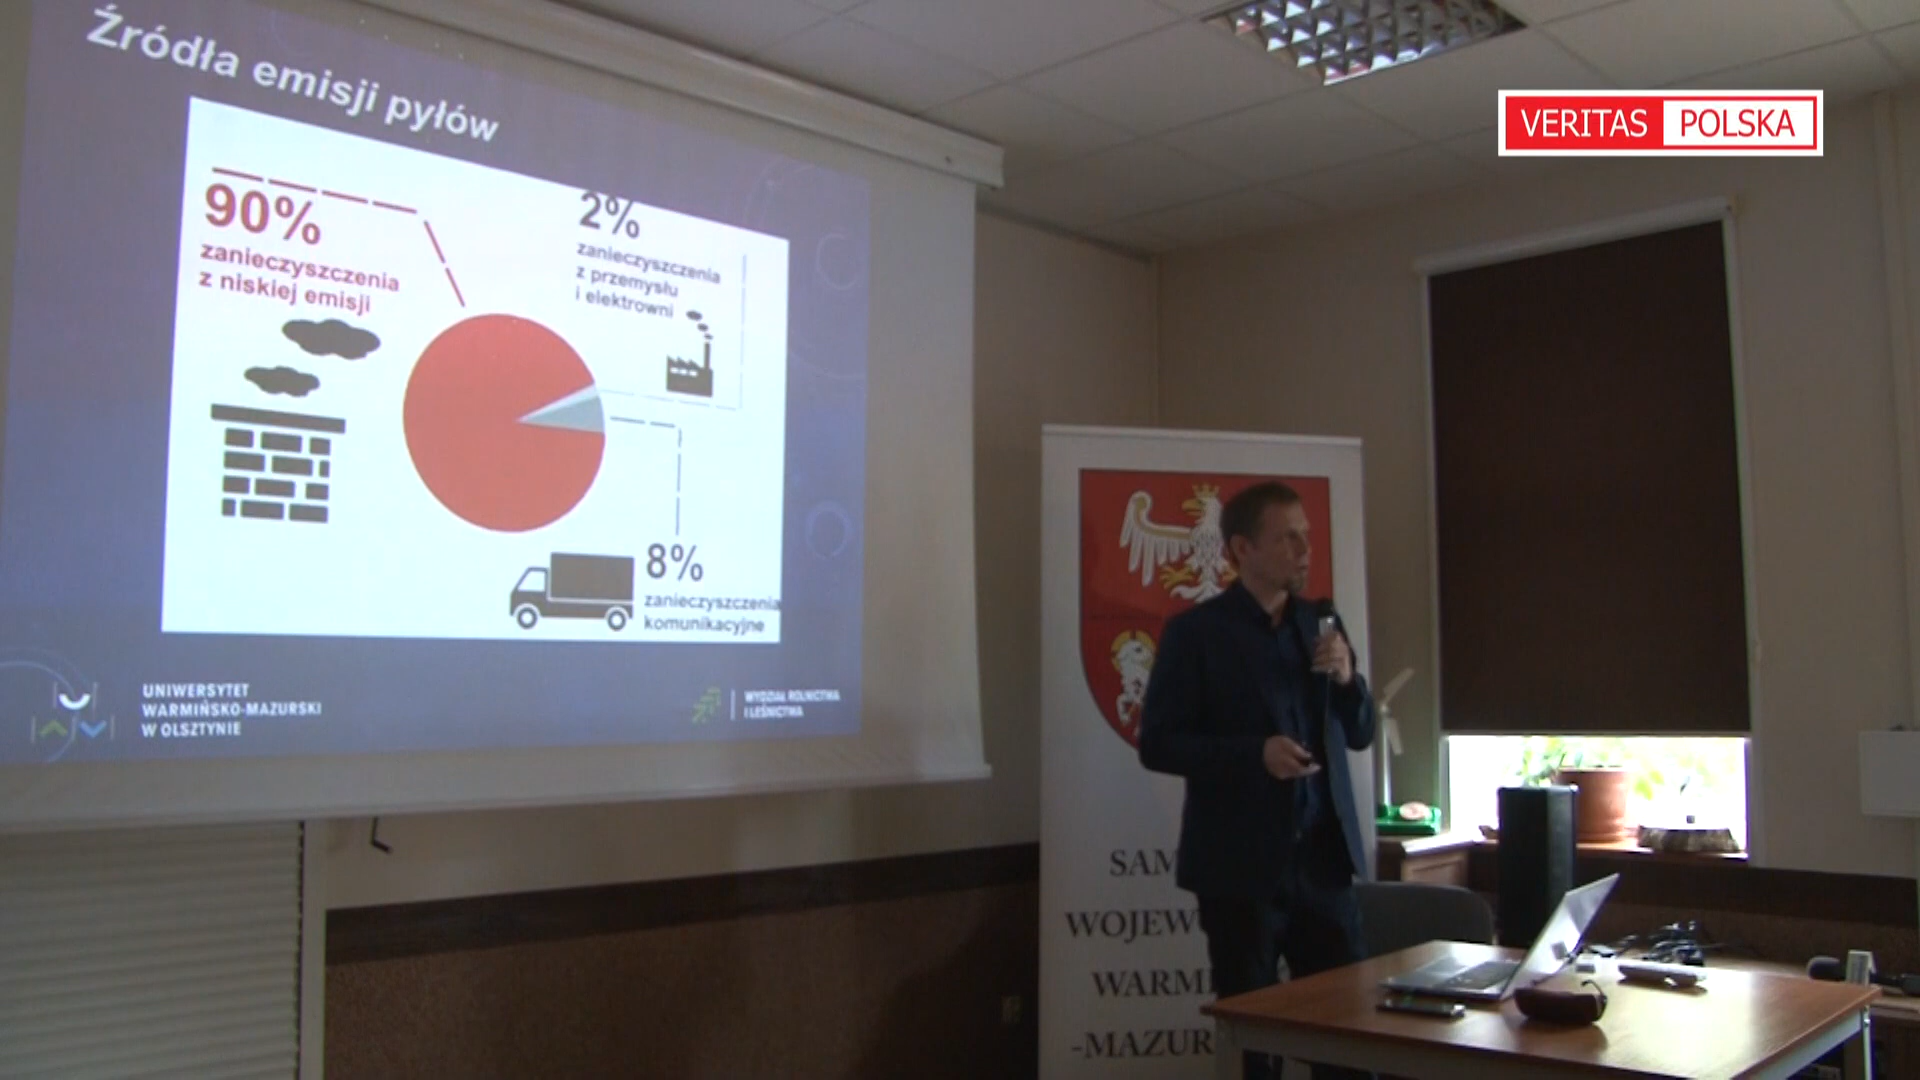 Źródła emisji pyłów
90%
zanieczyszczenia
z niskiej emisji
2%
zanieczyszczenia
z przemysłu
i elektrowni
8%
zanieczyszczenia
komunikacyjne
UNIWERSYTET
WARMIŃSKO-MAZURSKI
W OLSZTYNIE
WYDZIAŁ ROLNICTWA
I LEŚNICTWA
VERITAS POLSKA
SAM
WOJEW
WARMI
-MAZUR